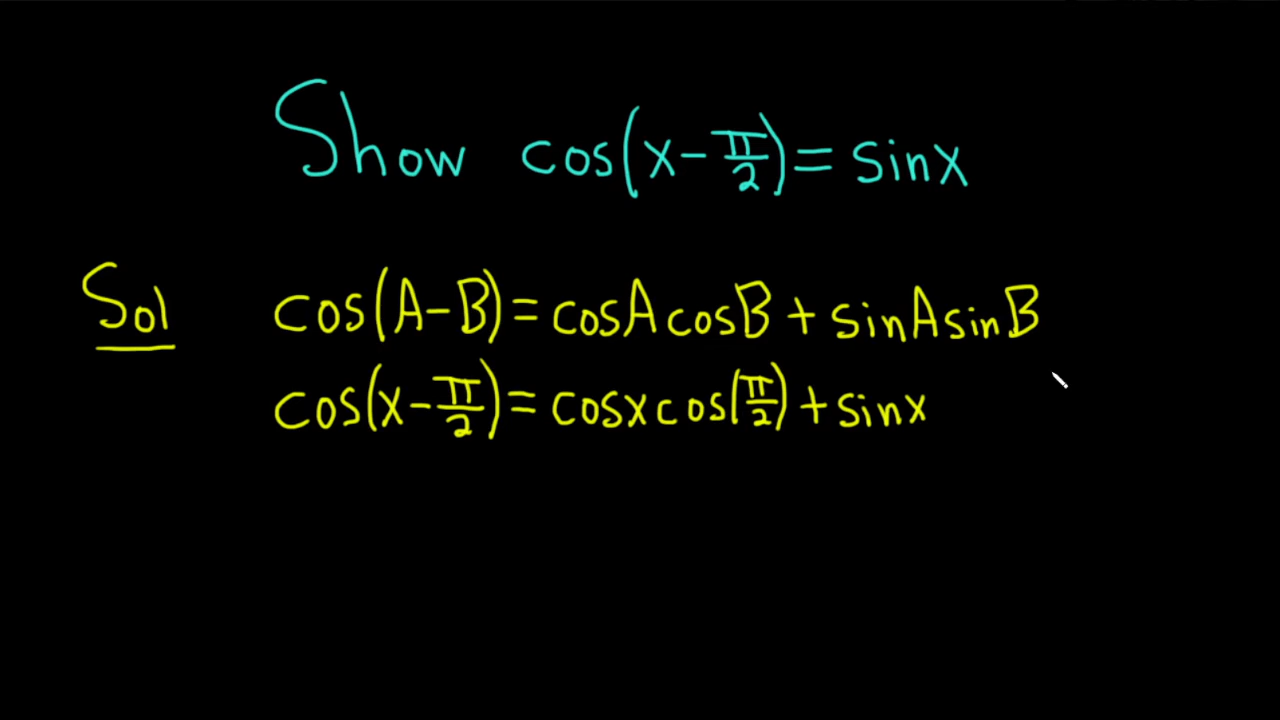 Show cos(x-π/2)=sinx
Sol cos(A-B)=cosAcosB+sinAsinB
cos(x-π/2)=cosxcos(π/2)+sinx